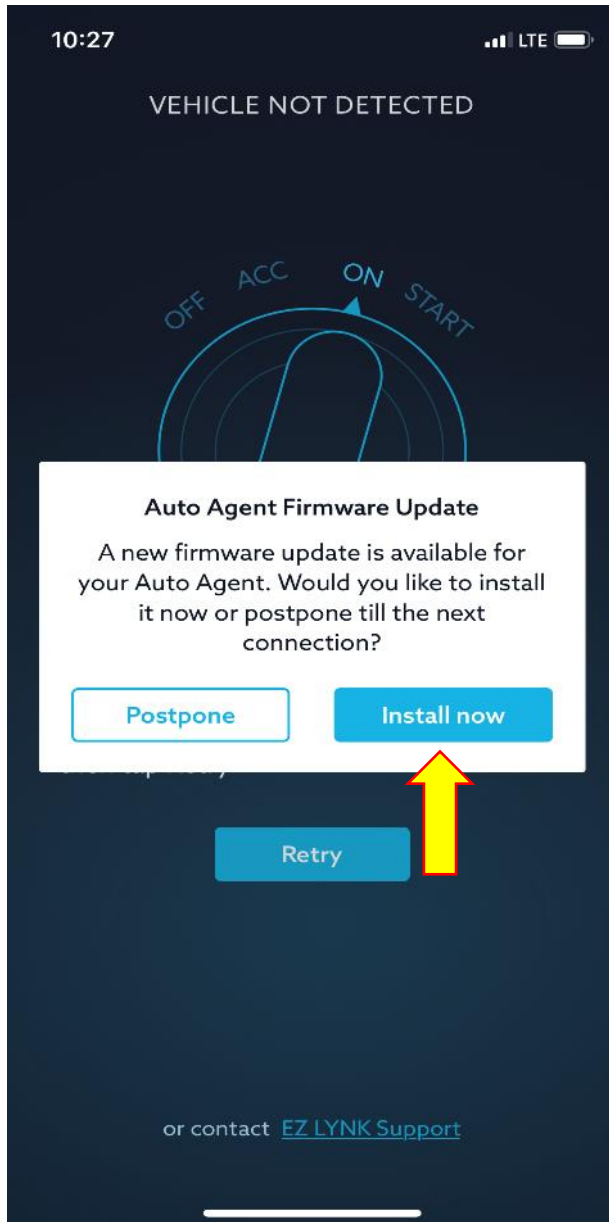 10:27 LTE
VEHICLE NOT DETECTED
OFF ACC ON START
Auto Agent Firmware Update
A new firmware update is available for
your Auto Agent. Would you like to install
it now or postpone till the next
connection?
Postpone Install now
Retry
or contact EZ LYNK Support